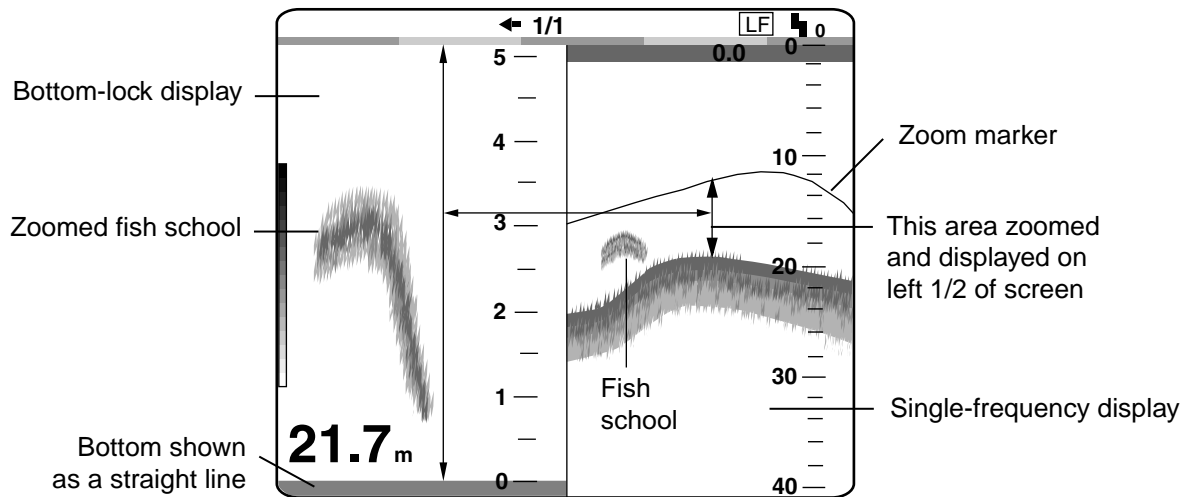 1/1
LF
0
Bottom-lock display
Zoomed fish school
Bottom shown
as a straight line
5
4
3
2
1
0
21.7 m
0.0
0
10
20
30
40
Fish
school
Zoom marker
This area zoomed
and displayed on
left 1/2 of screen
Single-frequency display